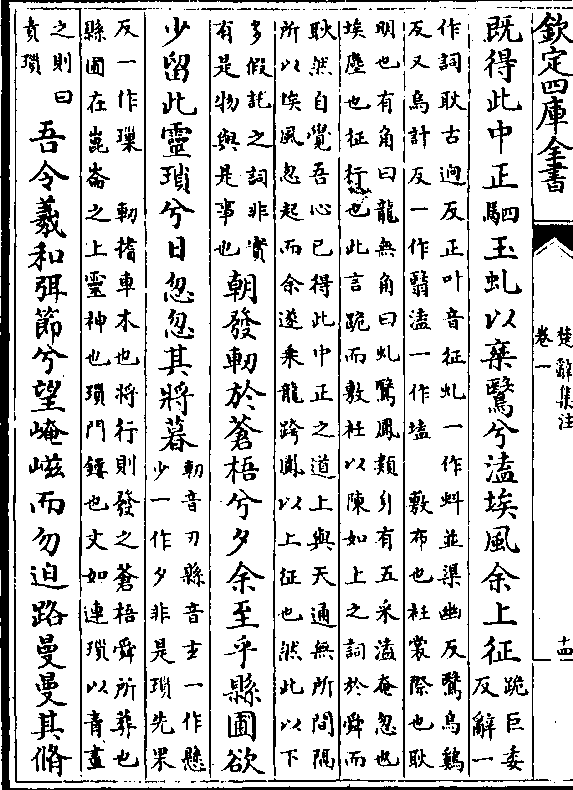 欽定四庫全書
楚辭集注
卷一
十四
既得此中正駟玉虬以椉鷖兮溘埃風余上征
跪巨委
反辭一
作詞耿古迥反正叶音征虬一作蚪並渠幽反鷖烏鷄
反又烏計反一作翳溘一作壒 敷布也衽裳際也耿
明也有角曰龍無角曰虬鷖鳳類身有五采溘奄忽也
埃塵也征行也此言跪而敷衽以陳如上之詞於舜而
耿然自覺吾心已得此中正之道上與天通無所間隔
所以埃風忽起而余遂乘龍跨鳳以上征也然此以下
多假託之詞非實
有是物與是事也
朝發軔於蒼梧兮夕余至乎縣圃欲
少留此靈瑣兮日忽忽其將暮
軔音刃縣音玄一作懸
少一作夕非是瑣先果
反一作璅 軔搘車木也將行則發之蒼梧舜所葬也
縣圃在崑崙之上靈神也瑣門鏤也文如連瑣以青畫
之則曰
青瑣
吾令羲和弭節兮望崦嵫而勿迫路曼曼其脩